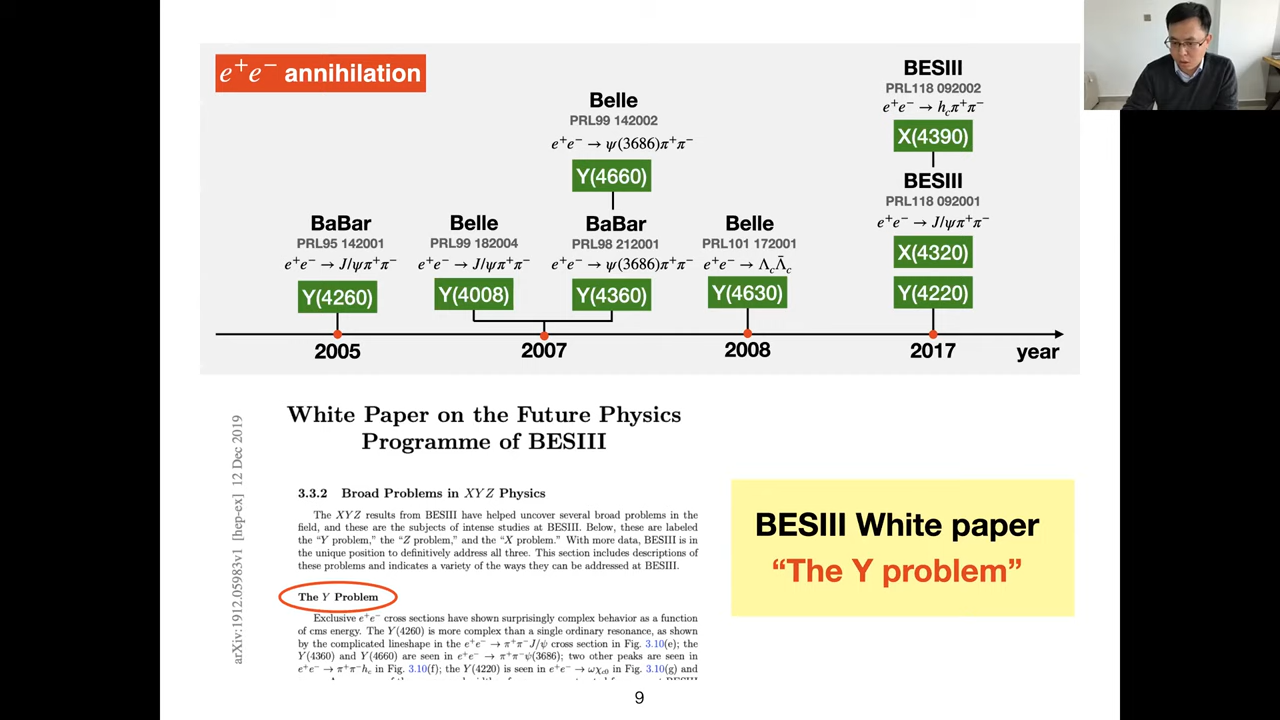 e⁺e⁻ annihilation
BESIII
PRL118 092002
e⁺e⁻ → h_cπ⁺π⁻
X(4390)
Belle
PRL99 142002
e⁺e⁻ → ψ(3686)π⁺π⁻
Y(4660)
BESIII
PRL118 092001
e⁺e⁻ → J/ψπ⁺π⁻
X(4320)
Y(4220)
BaBar
PRL95 142001
e⁺e⁻ → J/ψπ⁺π⁻
Y(4260)
Belle
PRL99 182004
e⁺e⁻ → J/ψπ⁺π⁻
Y(4008)
BaBar
PRL98 212001
e⁺e⁻ → ψ(3686)π⁺π⁻
Y(4360)
Belle
PRL101 172001
e⁺e⁻ → Λ_cΛ̄_c
Y(4630)
2005 2007 2008 2017 year
arXiv:1912.05983v1 [hep-ex] 12 Dec 2019
White Paper on the Future Physics
Programme of BESIII
3.3.2 Broad Problems in XYZ Physics
The XYZ results from BESIII have helped uncover several broad problems in the
field, and these are the subjects of intense studies at BESIII. Below, these are labeled
the “Y problem,” the “Z problem,” and the “X problem.” With more data, BESIII is in
the unique position to definitively address all three. This section includes descriptions of
these problems and indicates a variety of the ways they can be addressed at BESIII.
The Y Problem
Exclusive e⁺e⁻ cross sections have shown surprisingly complex behavior as a function
of cms energy. The Y(4260) is more complex than a single ordinary resonance, as shown
by the complicated lineshape in the e⁺e⁻ → π⁺π⁻J/ψ cross section in Fig. 3.10(e); the
Y(4360) and Y(4660) are seen in e⁺e⁻ → π⁺π⁻ψ(3686); two other peaks are seen in
e⁺e⁻ → π⁺π⁻h_c in Fig. 3.10(f); the Y(4220) is seen in e⁺e⁻ → ωχ_c0 in Fig. 3.10(g) and
BESIII White paper
“The Y problem”
9